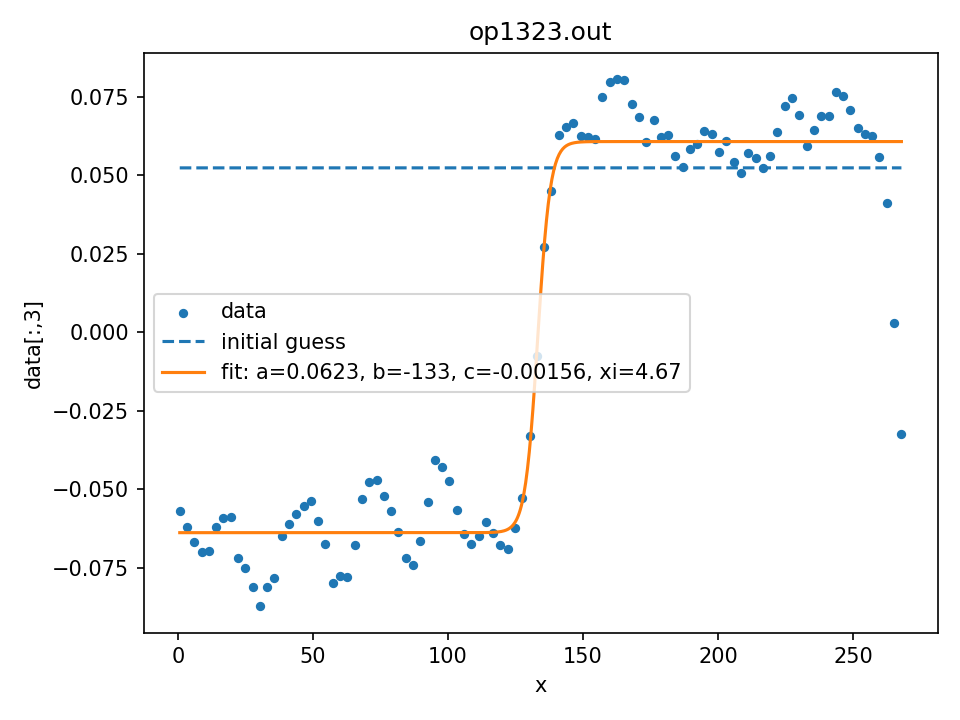 op1323.out
0.075
0.050
0.025
0.000
−0.025
−0.050
−0.075
data[:,3]
data
initial guess
fit: a=0.0623, b=-133, c=-0.00156, xi=4.67
0 50 100 150 200 250
x